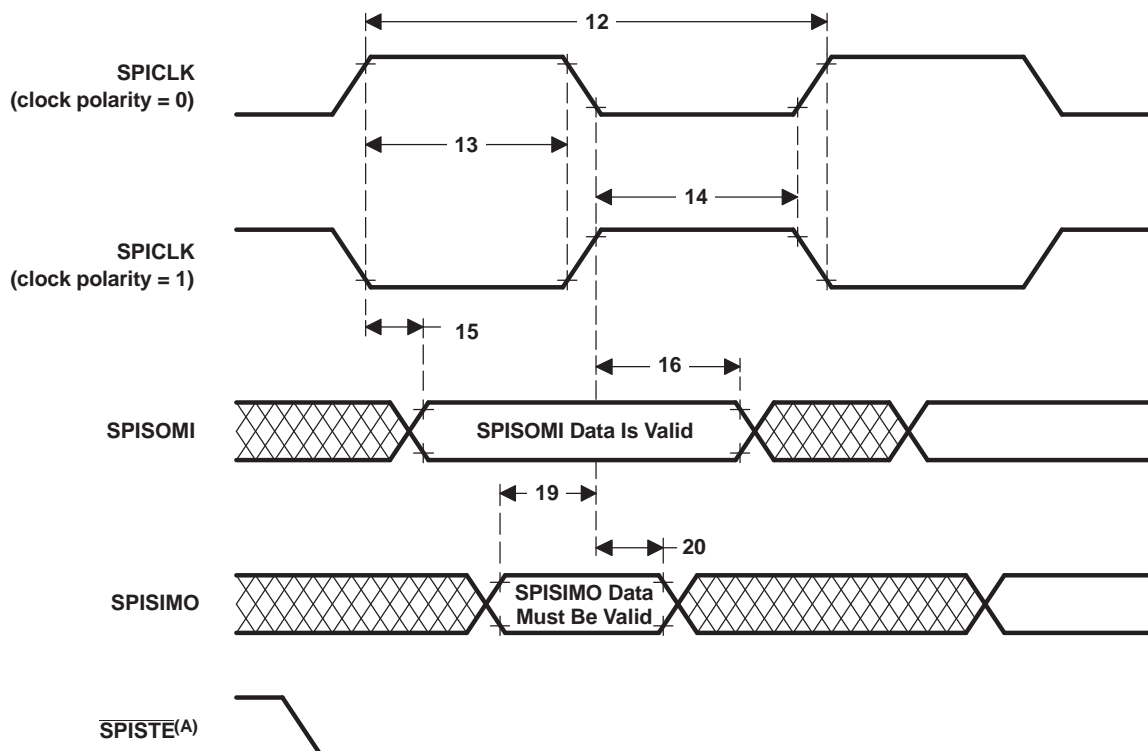 12
SPICLK
(clock polarity = 0)
13
14
SPICLK
(clock polarity = 1)
15
16
SPISOMI
SPISOMI Data Is Valid
19
20
SPISIMO
SPISIMO Data
Must Be Valid
SPISTE(A)